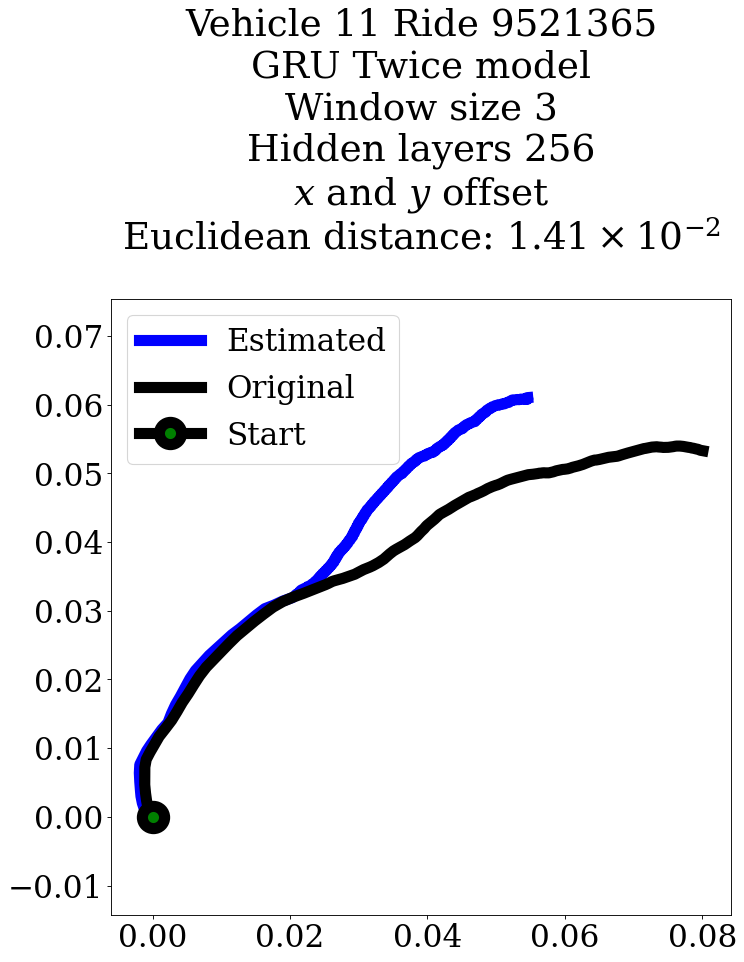 Vehicle 11 Ride 9521365
GRU Twice model
Window size 3
Hidden layers 256
x and y offset
Euclidean distance: 1.41 × 10⁻²
Estimated
Original
Start
0.07
0.06
0.05
0.04
0.03
0.02
0.01
0.00
−0.01
0.00 0.02 0.04 0.06 0.08